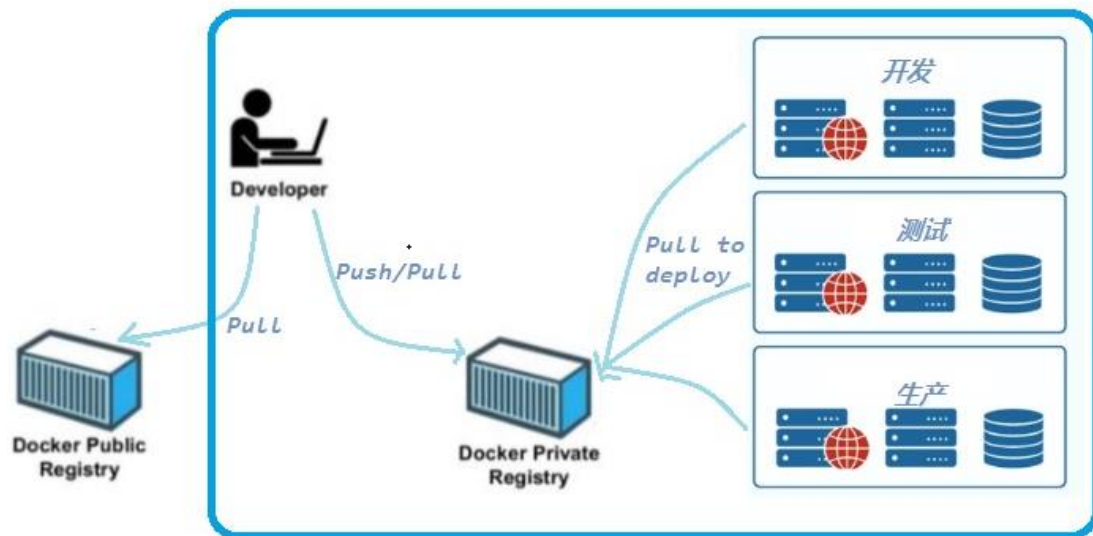 开发
Developer
测试
Pull to
deploy
Push/Pull
Pull
生产
Docker Public
Registry
Docker Private
Registry